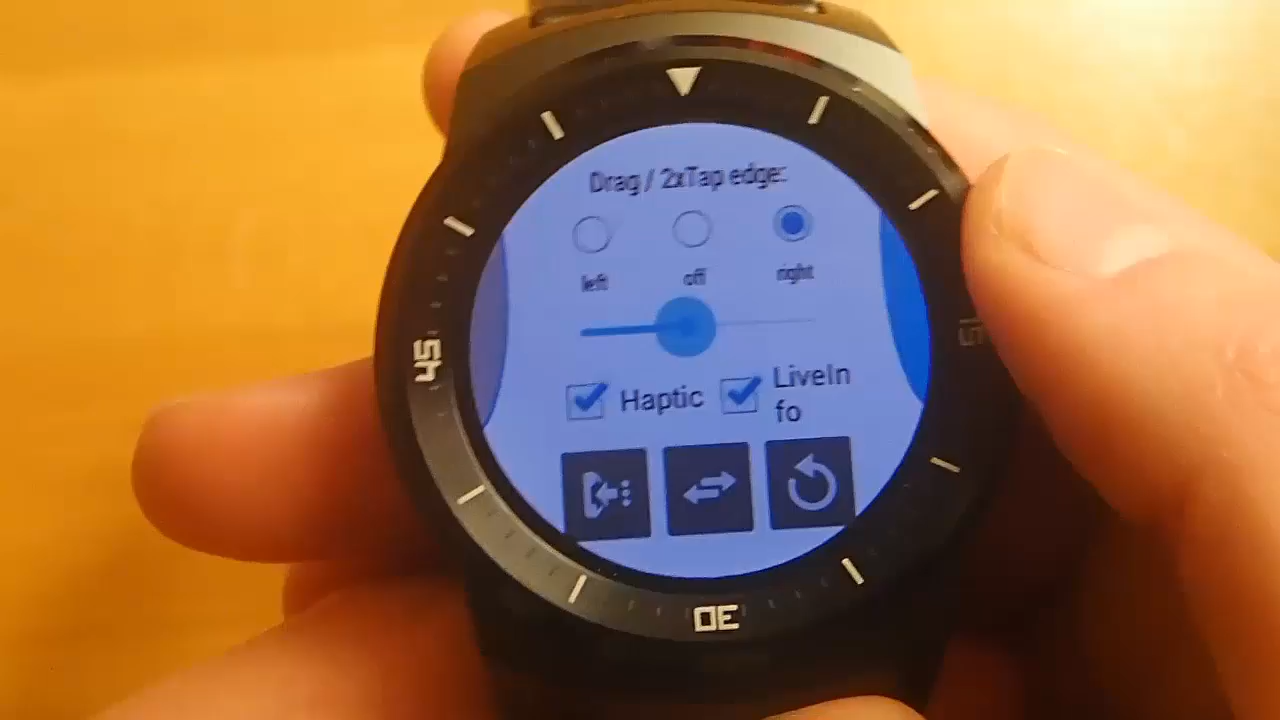 Drag / 2xTap edge:
left off right
Haptic
LiveIn
fo
45
30